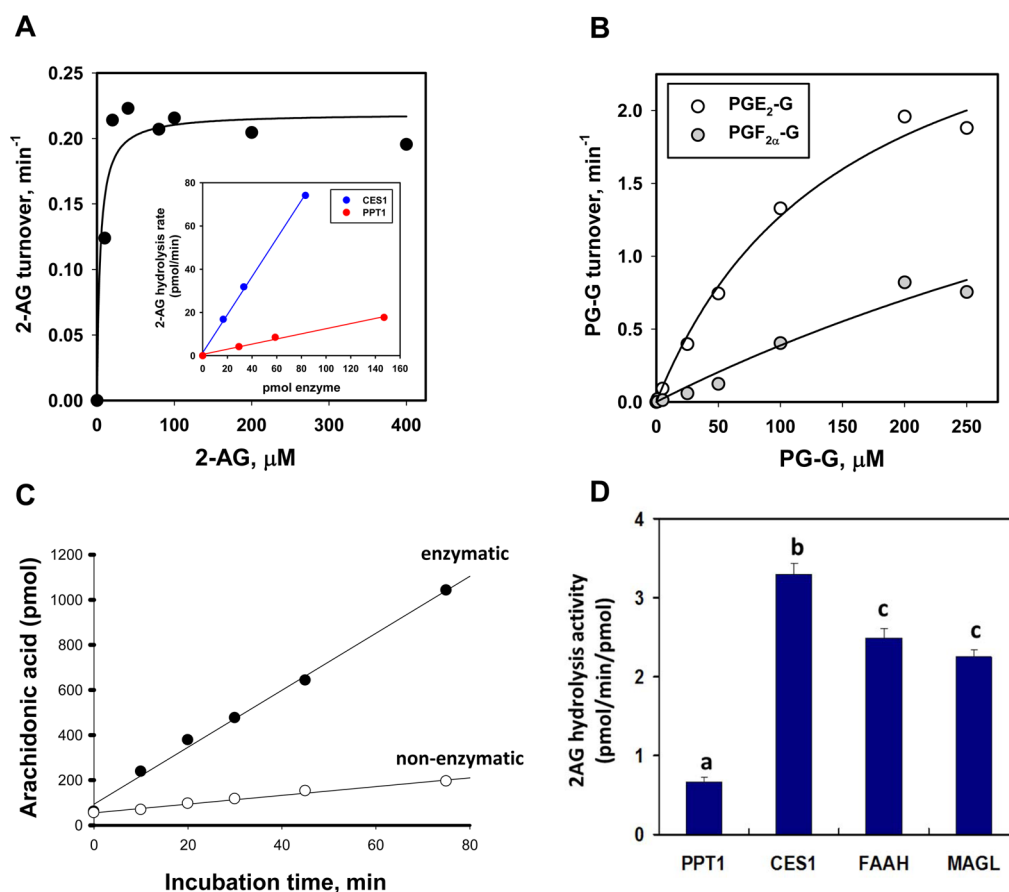 A
0.25
0.20
0.15
0.10
0.05
0.00
2-AG turnover, min-1
80
60
40
20
0
2-AG hydrolysis rate
(pmol/min)
CES1
PPT1
0 20 40 60 80 100 120 140 160
pmol enzyme
0 100 200 300 400
2-AG, μM
B
2.0
1.5
1.0
0.5
0.0
PG-G turnover, min-1
PGE2-G
PGF2α-G
0 50 100 150 200 250
PG-G, μM
C
1200
1000
800
600
400
200
0
Arachidonic acid (pmol)
enzymatic
non-enzymatic
0 20 40 60 80
Incubation time, min
D
4
3
2
1
0
2AG hydrolysis activity
(pmol/min/pmol)
a
b
c
c
PPT1 CES1 FAAH MAGL